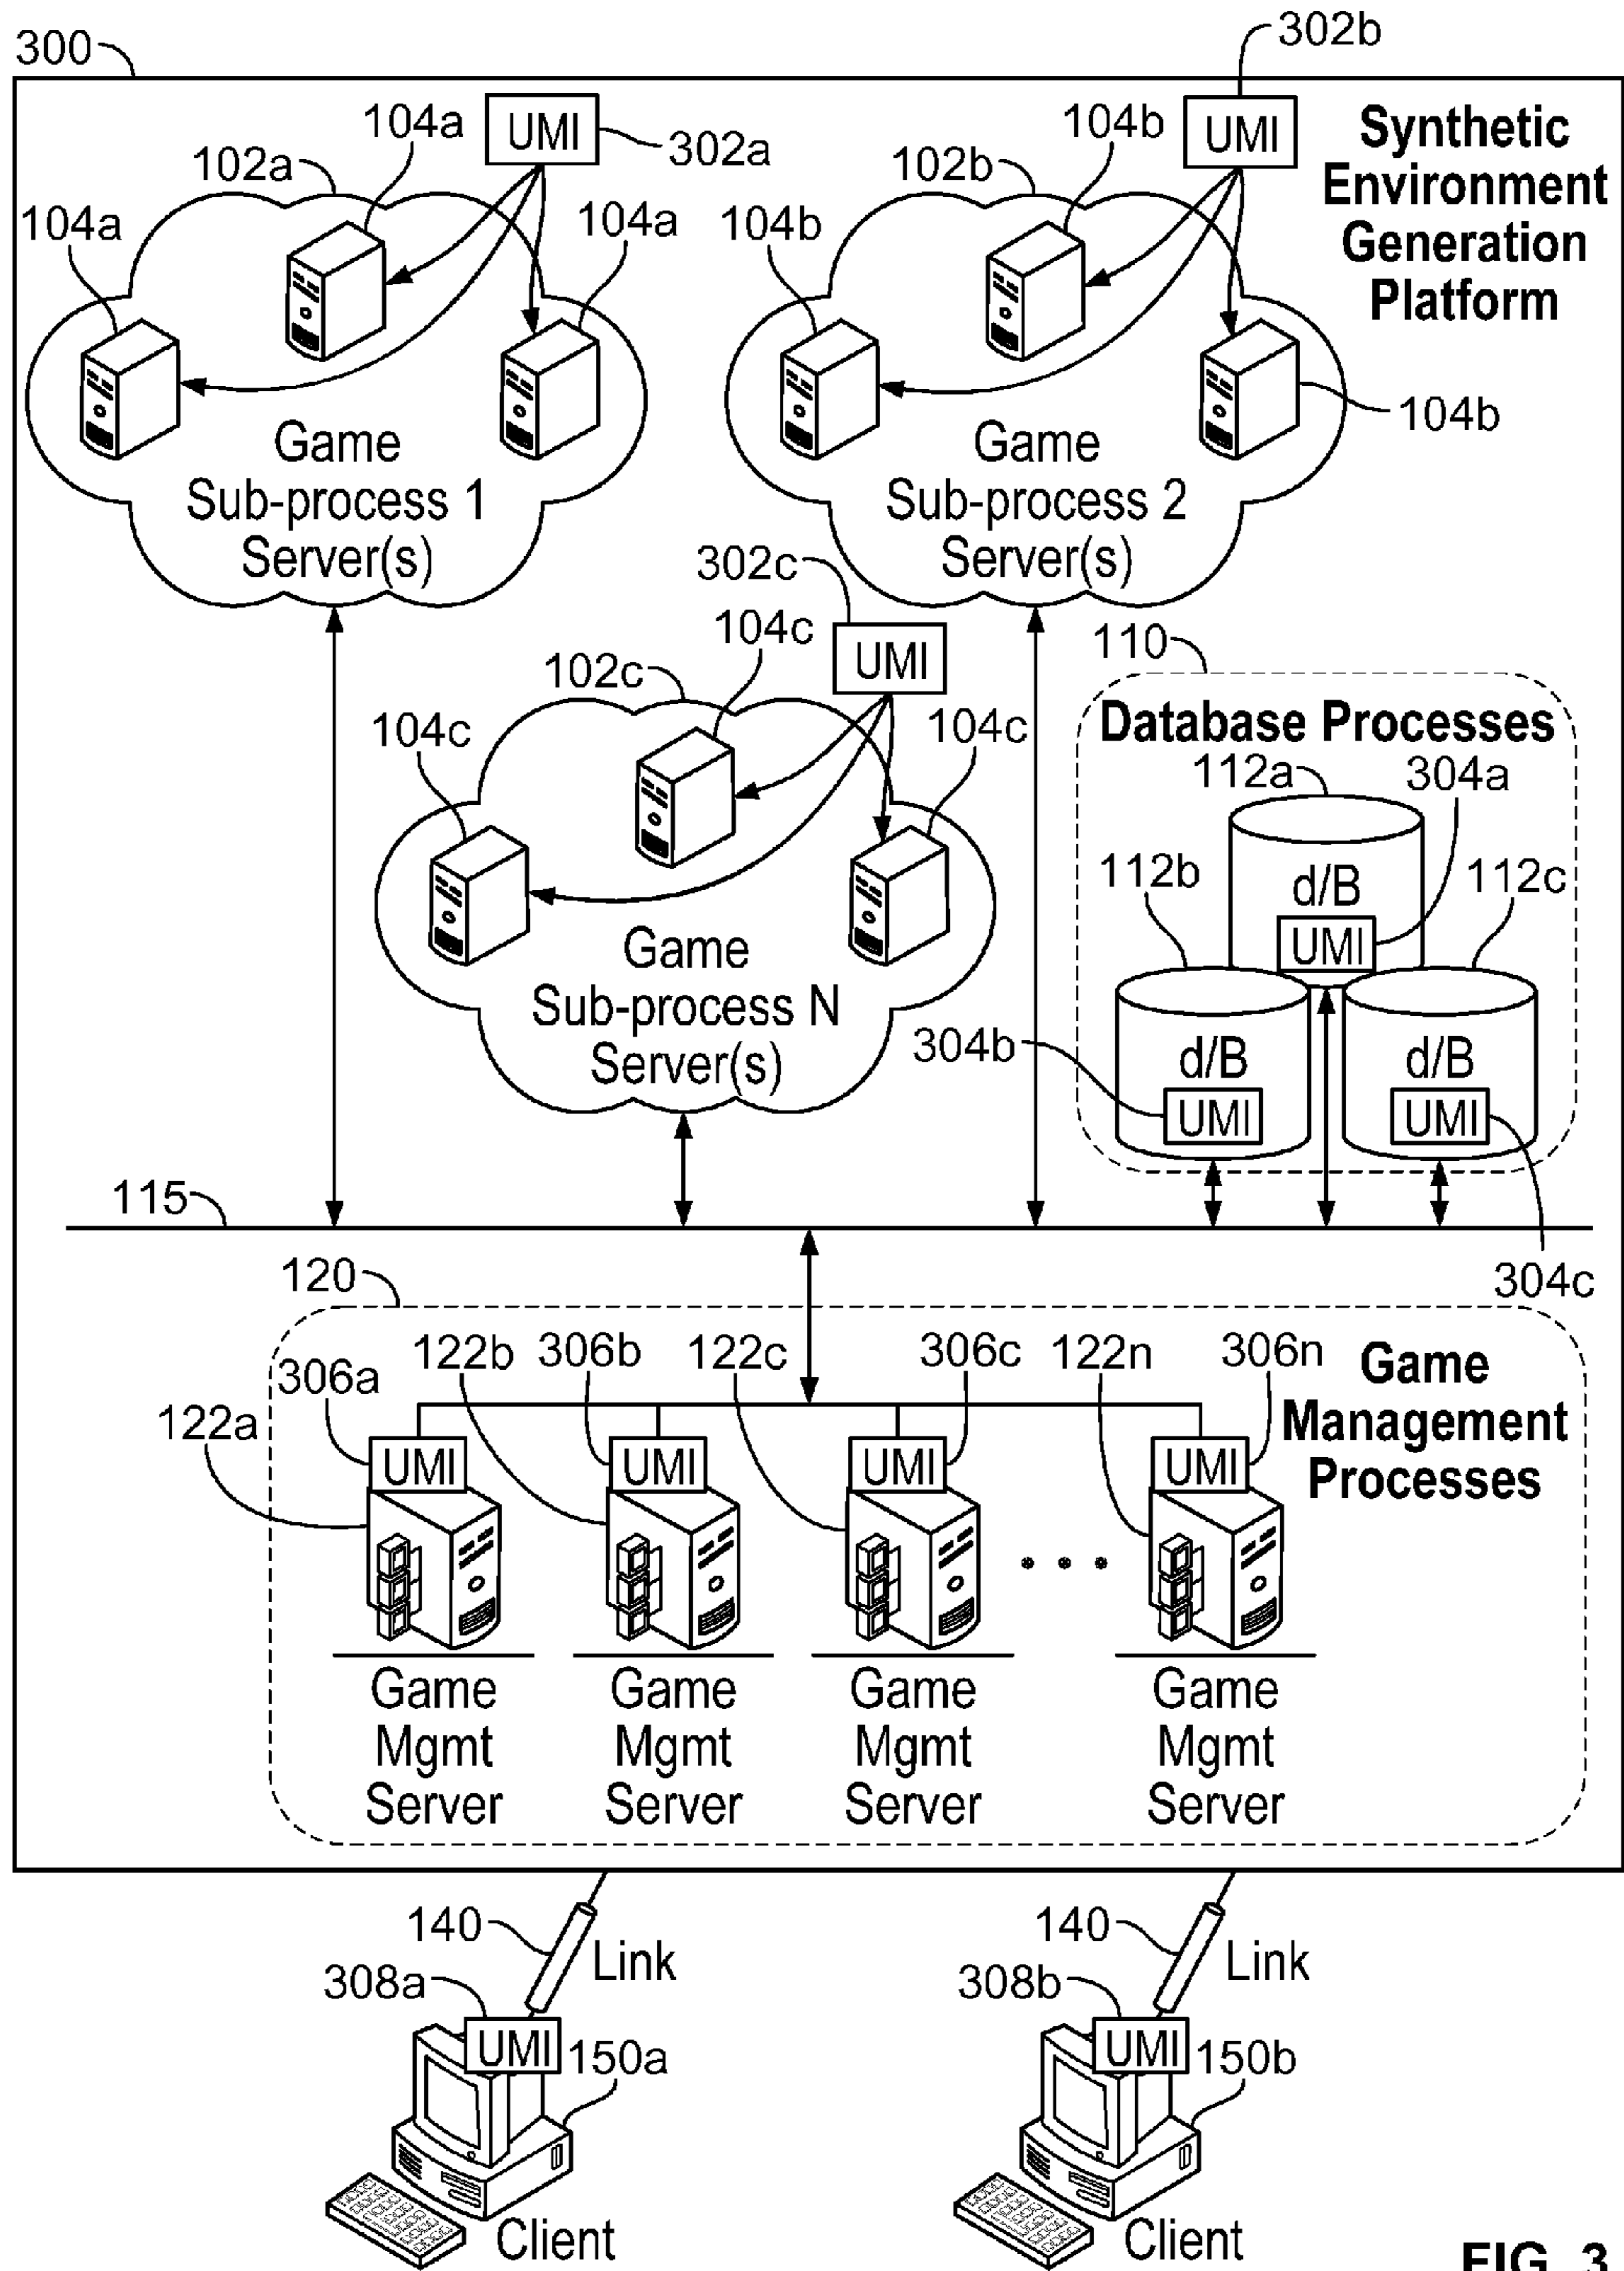 300
302b
104a
UMI
302a
102a
104a
104a
104b
UMI
102b
104b
104b
Synthetic
Environment
Generation
Platform
Game
Sub-process 1
Server(s)
Game
Sub-process 2
Server(s)
302c
104c
UMI
102c
104c
104c
Game
Sub-process N
Server(s)
110
Database Processes
112a
304a
112b
d/B
112c
UMI
304b
d/B
UMI
d/B
UMI
115
304c
120
306a
122b
306b
122c
306c
122n
306n
Game
Management
Processes
122a
UMI
UMI
UMI
UMI
Game
Mgmt
Server
Game
Mgmt
Server
Game
Mgmt
Server
Game
Mgmt
Server
140
Link
308a
UMI
150a
Client
140
Link
308b
UMI
150b
Client
FIG. 3